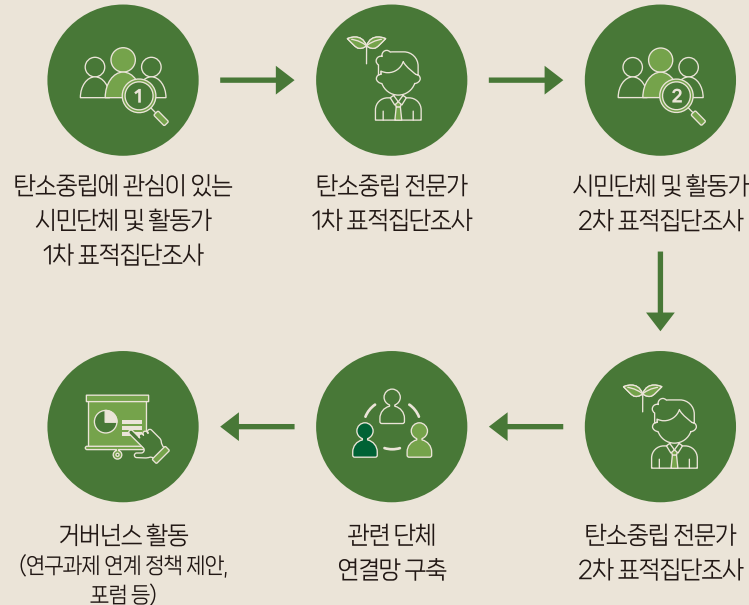 1
2
탄소중립에 관심이 있는
시민단체 및 활동가
1차 표적집단조사
탄소중립 전문가
1차 표적집단조사
시민단체 및 활동가
2차 표적집단조사
거버넌스 활동
(연구과제 연계 정책 제안,
포럼 등)
관련 단체
연결망 구축
탄소중립 전문가
2차 표적집단조사